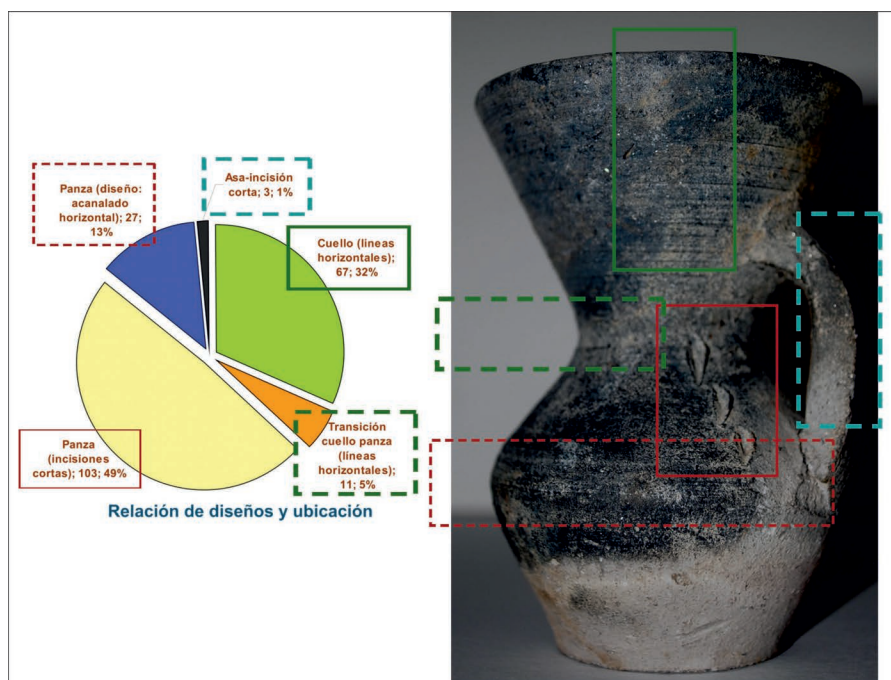 Panza (diseño:
acanalado
horizontal); 27;
13%
Asa-incisión
corta; 3; 1%
Cuello (líneas
horizontales);
67; 32%
Transición
cuello panza
(líneas
horizontales);
11; 5%
Panza
(incisiones
cortas); 103; 49%
Relación de diseños y ubicación